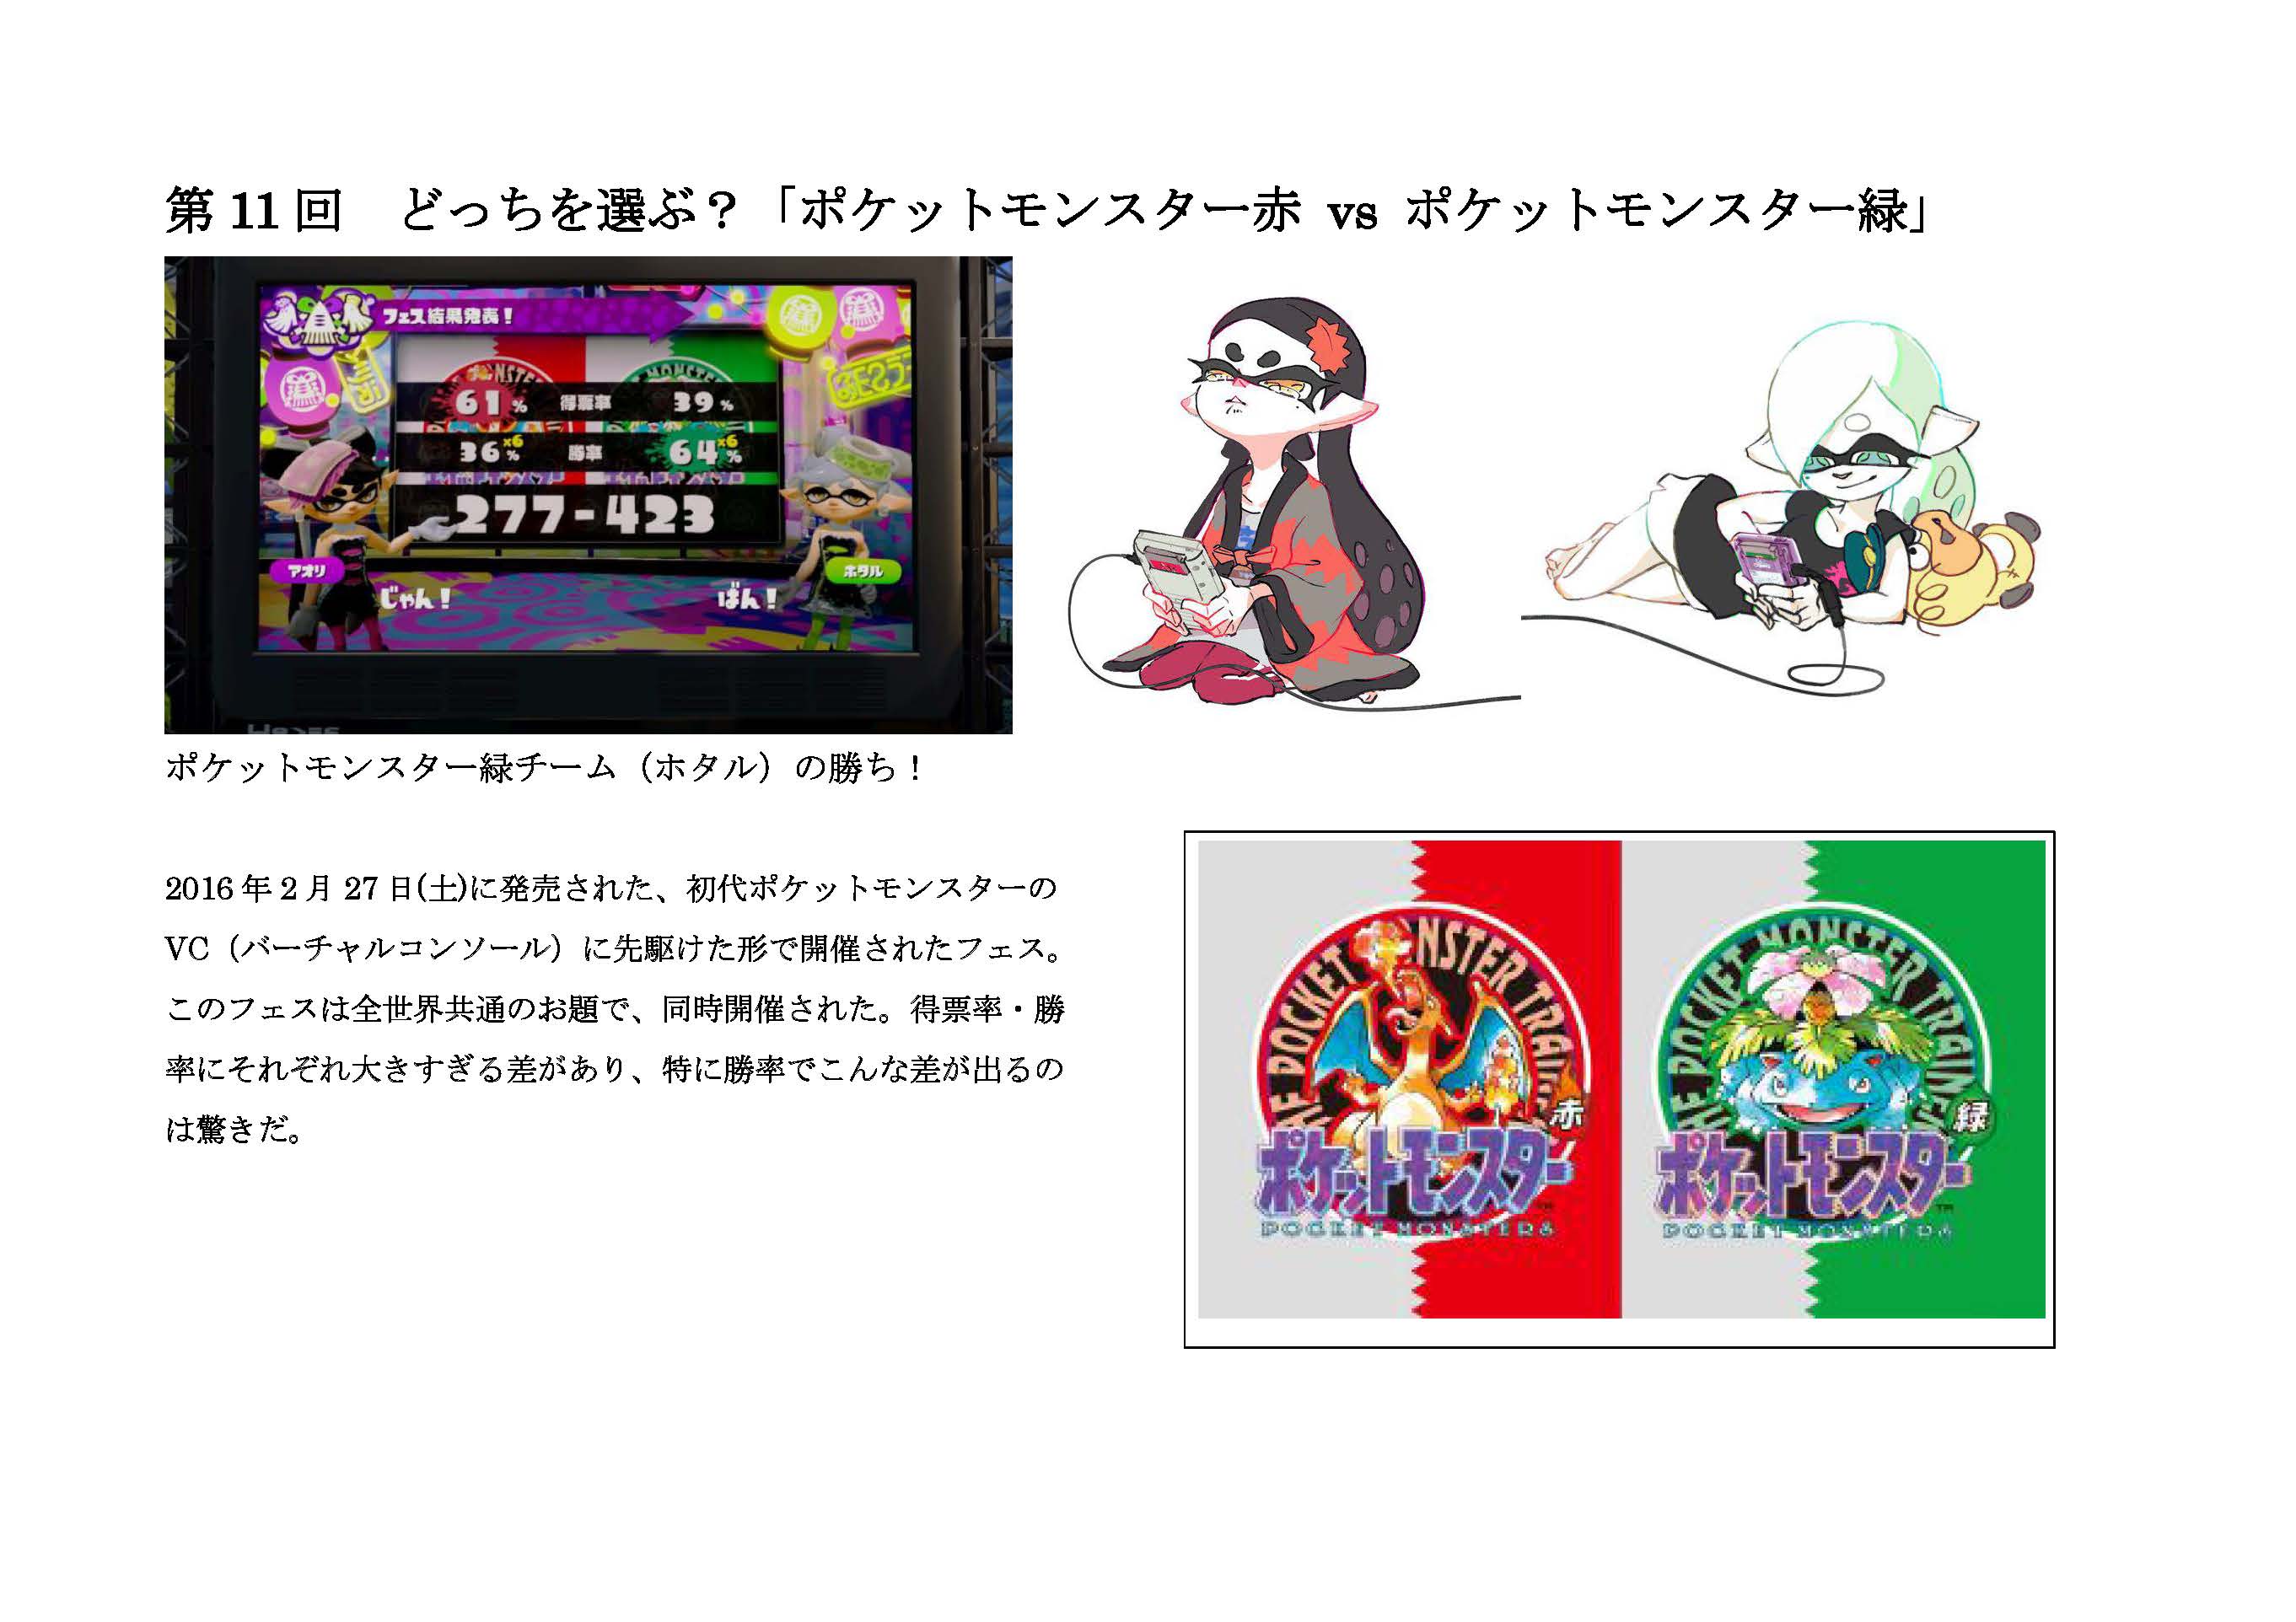 第 11 回　どっちを選ぶ？「ポケットモンスター赤 vs ポケットモンスター緑」
フェス結果発表！
61% 得票率 39%
36% x6 勝率 64% x6
277-423
アオリ
ホタル
じゃん！
ばん！
ポケットモンスター緑チーム（ホタル）の勝ち！
2016 年 2 月 27 日(土)に発売された、初代ポケットモンスターの
VC（バーチャルコンソール）に先駆けた形で開催されたフェス。
このフェスは全世界共通のお題で、同時開催された。得票率・勝
率にそれぞれ大きすぎる差があり、特に勝率でこんな差が出るの
は驚きだ。
POCKET MONSTER TRAINER
赤
ポケットモンスター
POCKET MONSTERS
POCKET MONSTER TRAINER
緑
ポケットモンスター
POCKET MONSTERS